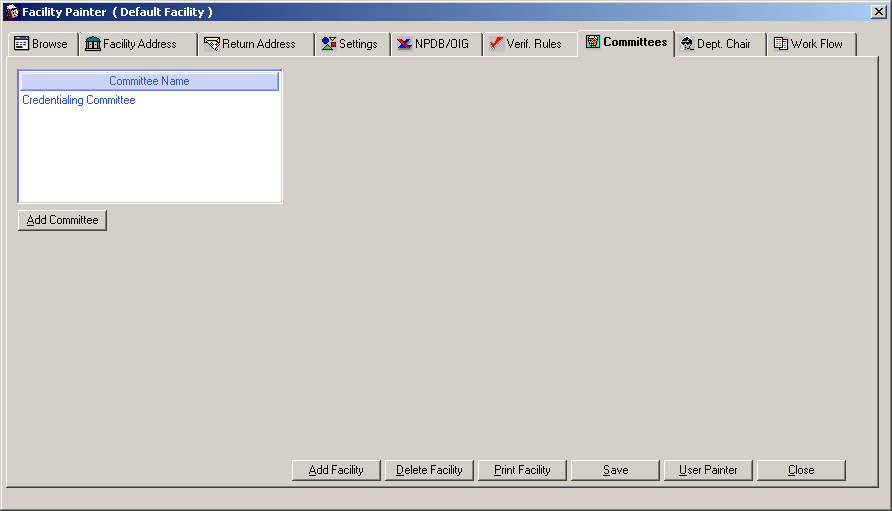 Facility Painter ( Default Facility )
Browse Facility Address Return Address Settings NPDB/OIG Verif. Rules Committees Dept. Chair Work Flow
Committee Name
Credentialing Committee
Add Committee
Add Facility Delete Facility Print Facility Save User Painter Close